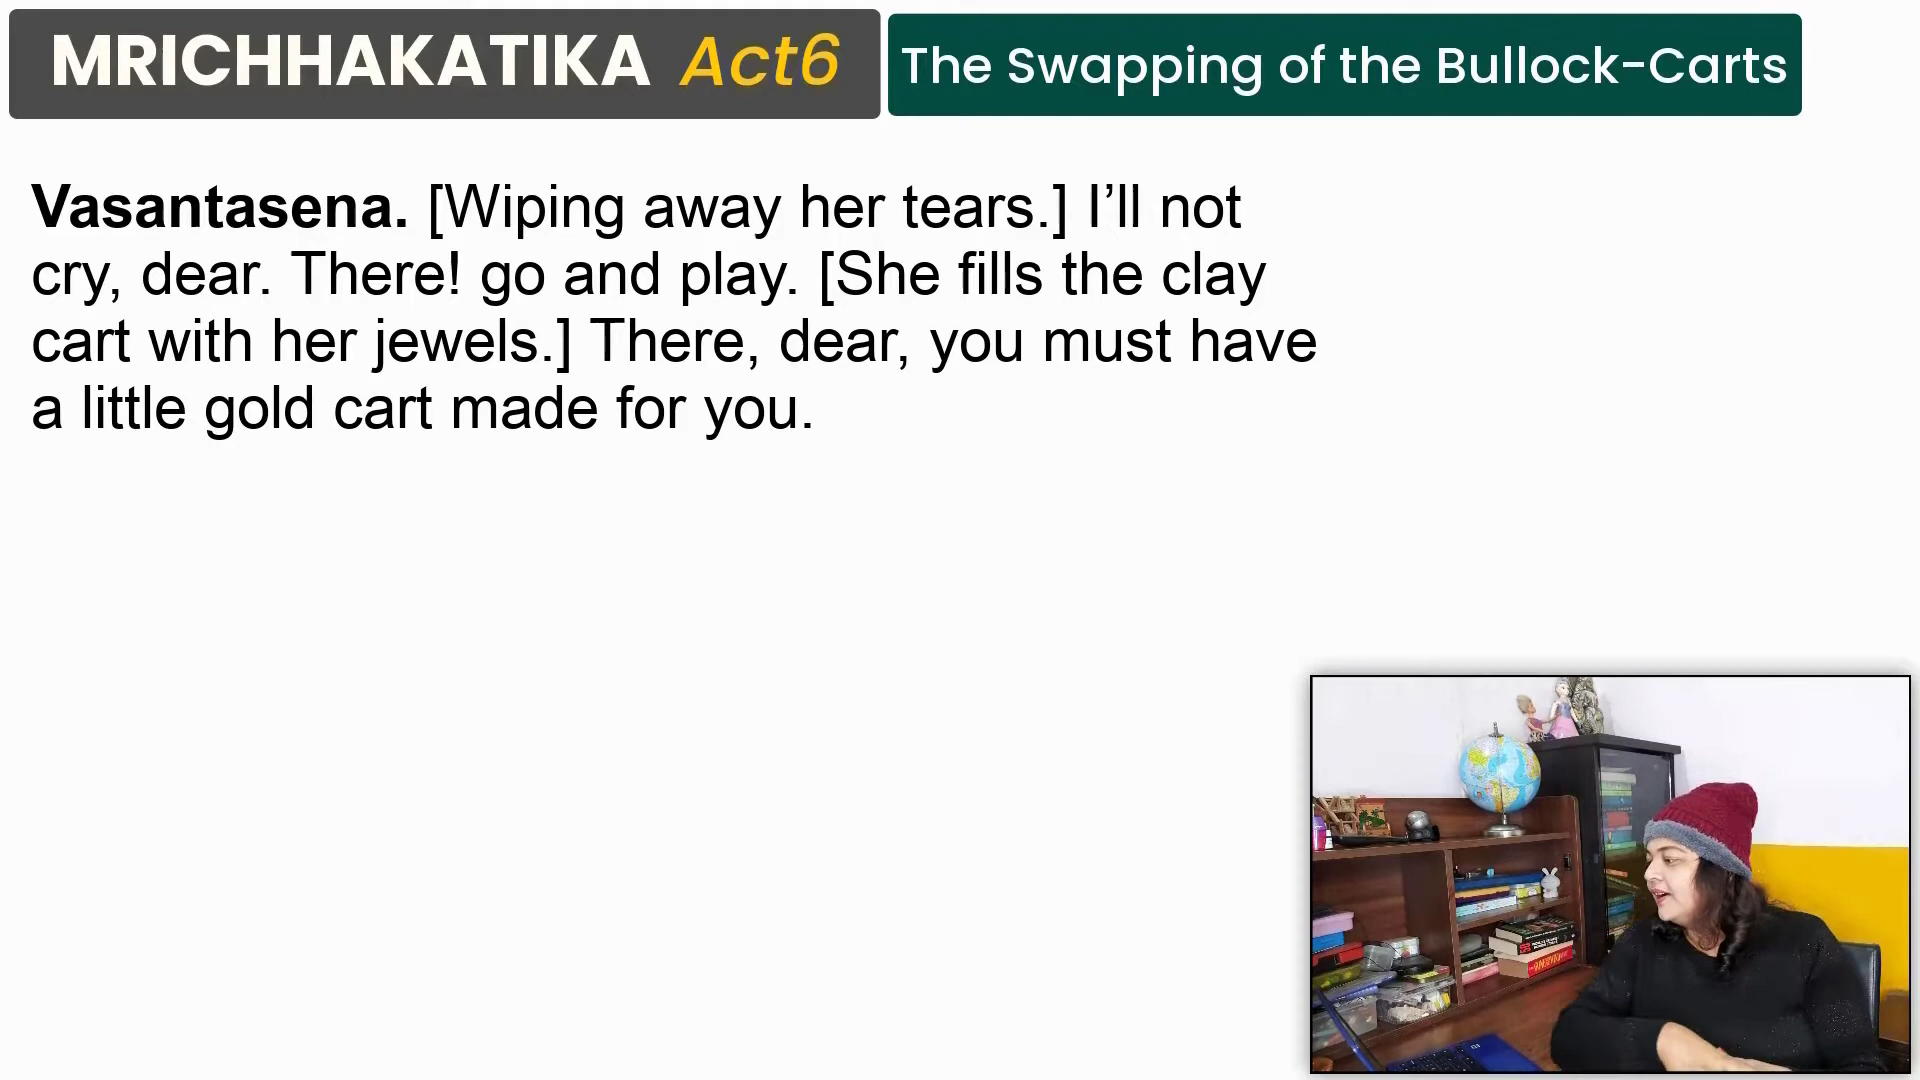 MRICHHAKATIKA Act6
The Swapping of the Bullock-Carts
Vasantasena. [Wiping away her tears.] I’ll not
cry, dear. There! go and play. [She fills the clay
cart with her jewels.] There, dear, you must have
a little gold cart made for you.